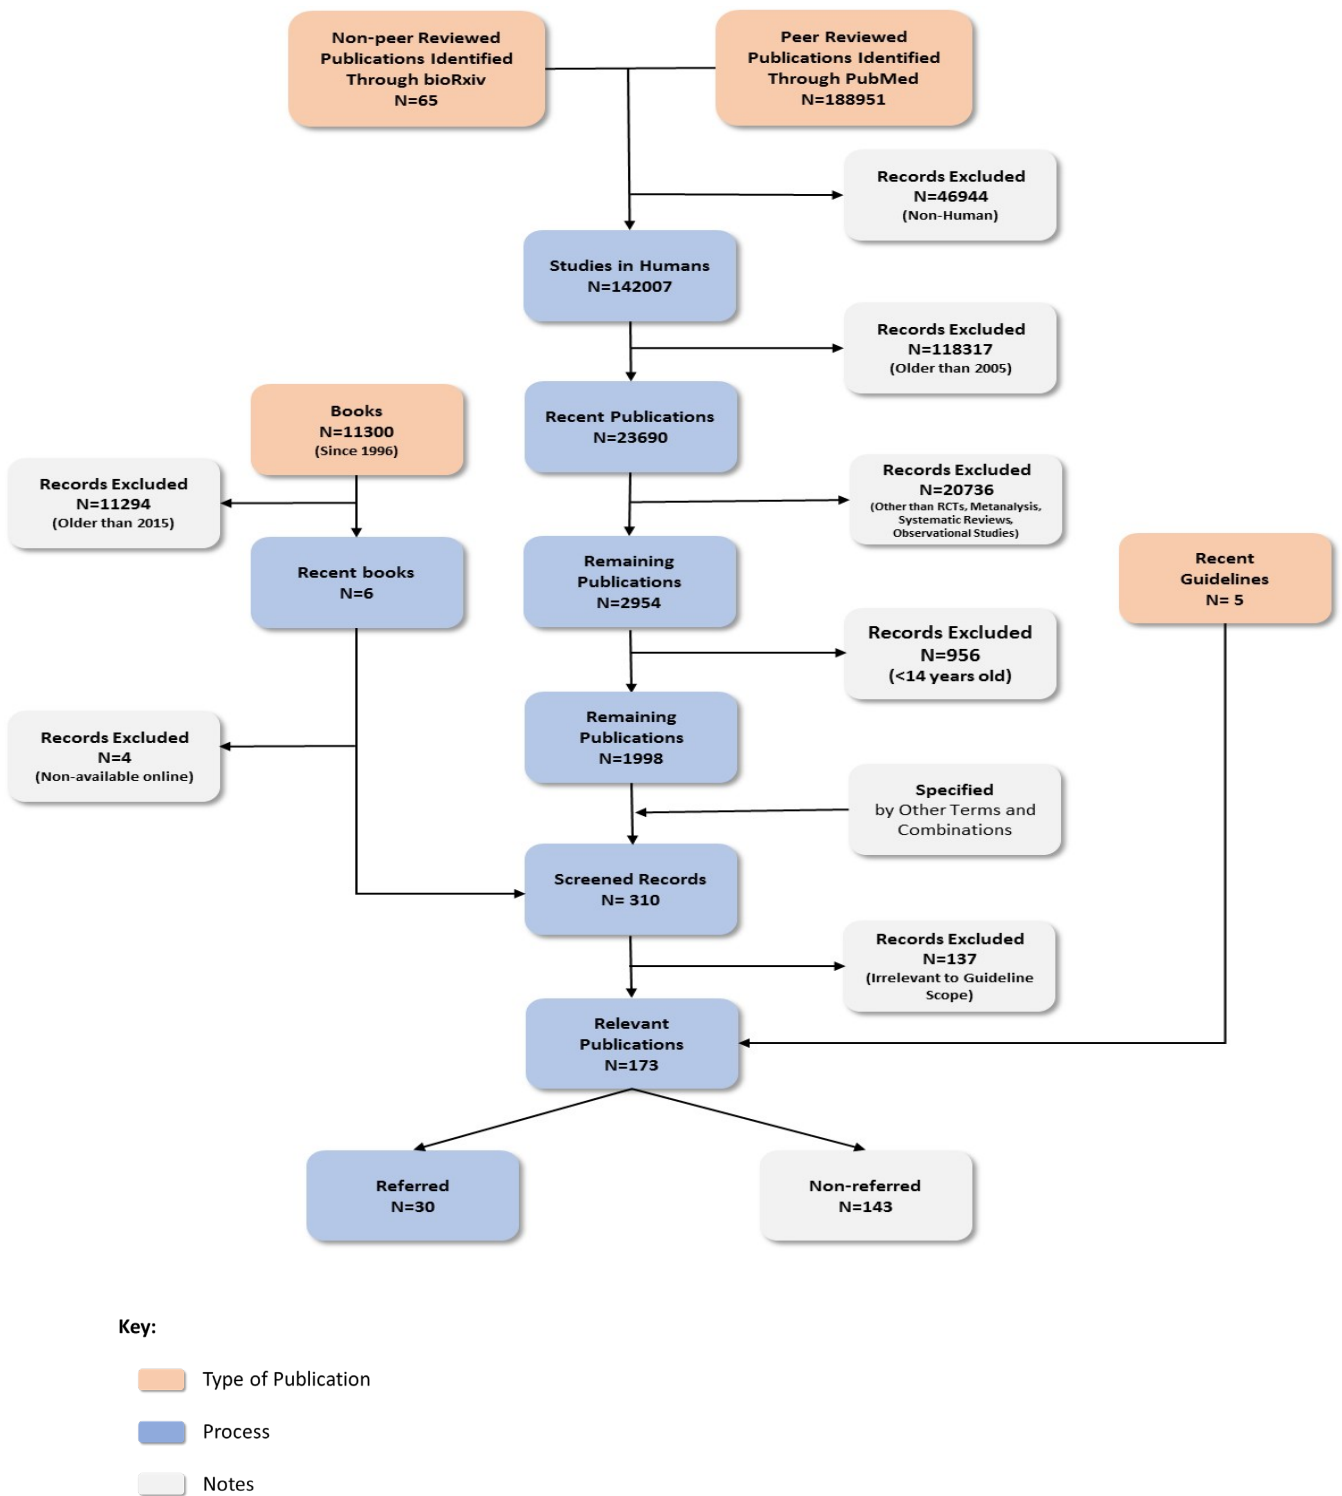 Non-peer Reviewed
Publications Identified
Through bioRxiv
N=65
Peer Reviewed
Publications Identified
Through PubMed
N=188951
Records Excluded
N=46944
(Non-Human)
Studies in Humans
N=142007
Records Excluded
N=118317
(Older than 2005)
Books
N=11300
(Since 1996)
Recent Publications
N=23690
Records Excluded
N=11294
(Older than 2015)
Records Excluded
N=20736
(Other than RCTs, Metanalysis,
Systematic Reviews,
Observational Studies)
Recent books
N=6
Remaining
Publications
N=2954
Recent
Guidelines
N= 5
Records Excluded
N=956
(<14 years old)
Records Excluded
N=4
(Non-available online)
Remaining
Publications
N=1998
Specified
by Other Terms and
Combinations
Screened Records
N= 310
Records Excluded
N=137
(Irrelevant to Guideline
Scope)
Relevant
Publications
N=173
Referred
N=30
Non-referred
N=143
Key:
Type of Publication
Process
Notes